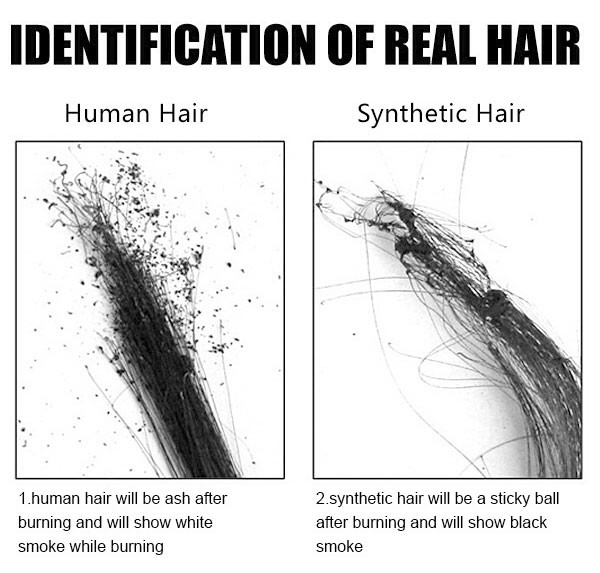 IDENTIFICATION OF REAL HAIR
Human Hair
Synthetic Hair
1.human hair will be ash after
burning and will show white
smoke while burning
2.synthetic hair will be a sticky ball
after burning and will show black
smoke